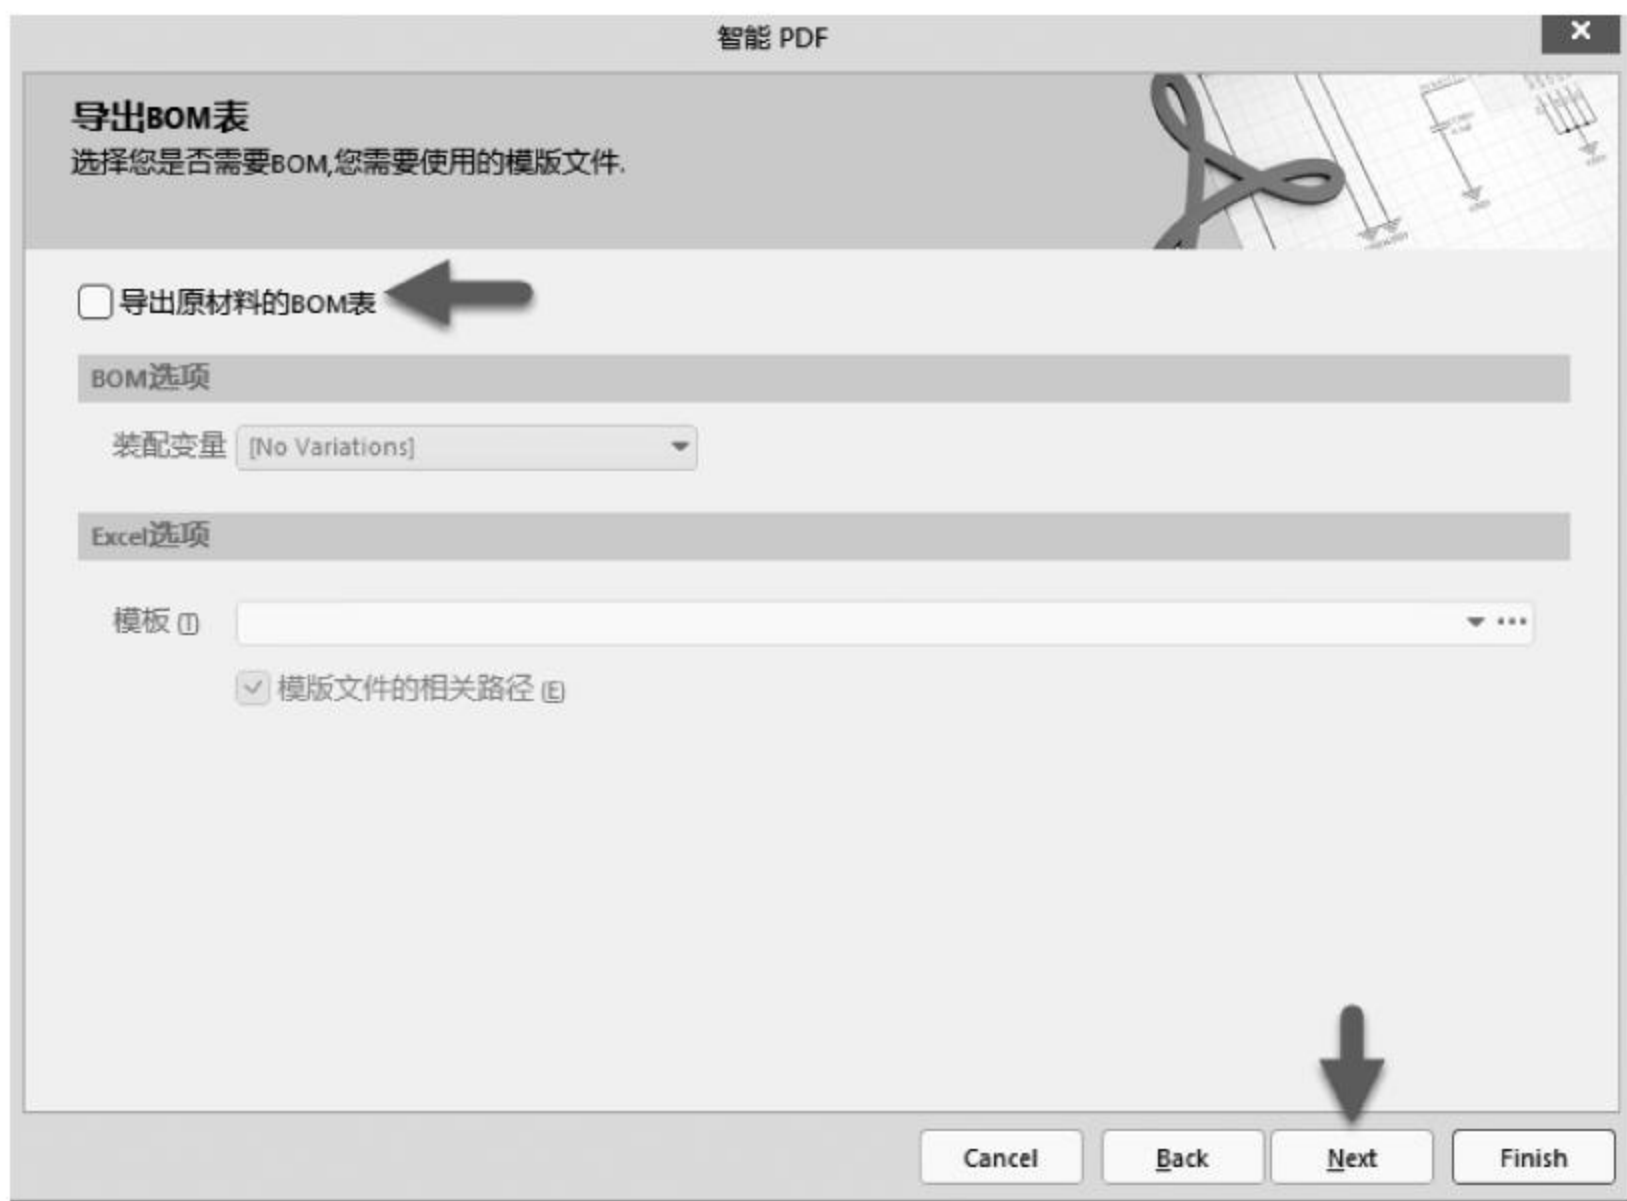 智能 PDF
导出BOM表
选择您是否需要BOM,您需要使用的模版文件.
导出原材料的BOM表
BOM选项
装配变量 [No Variations]
Excel选项
模板 (T)
模版文件的相关路径 (E)
Cancel Back Next Finish